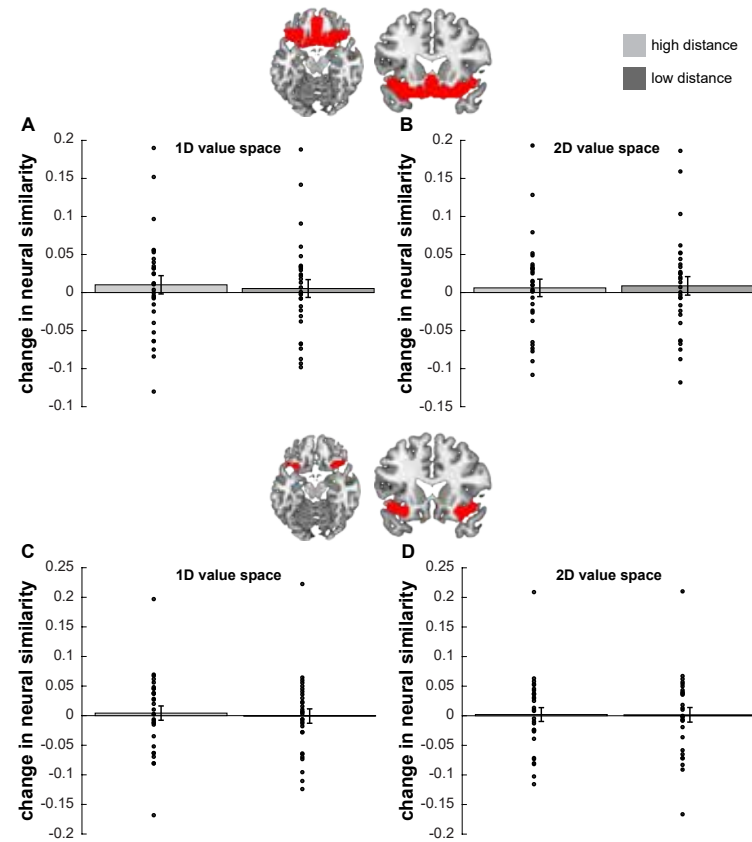 high distance
low distance
A
B
1D value space
2D value space
change in neural similarity
0.2
0.15
0.1
0.05
0
-0.05
-0.1
-0.1
change in neural similarity
0.2
0.15
0.1
0.05
0
-0.05
-0.1
-0.15
C
D
1D value space
2D value space
change in neural similarity
0.25
0.2
0.15
0.1
0.05
0
-0.05
-0.1
-0.15
-0.2
change in neural similarity
0.25
0.2
0.15
0.1
0.05
0
-0.05
-0.1
-0.15
-0.2